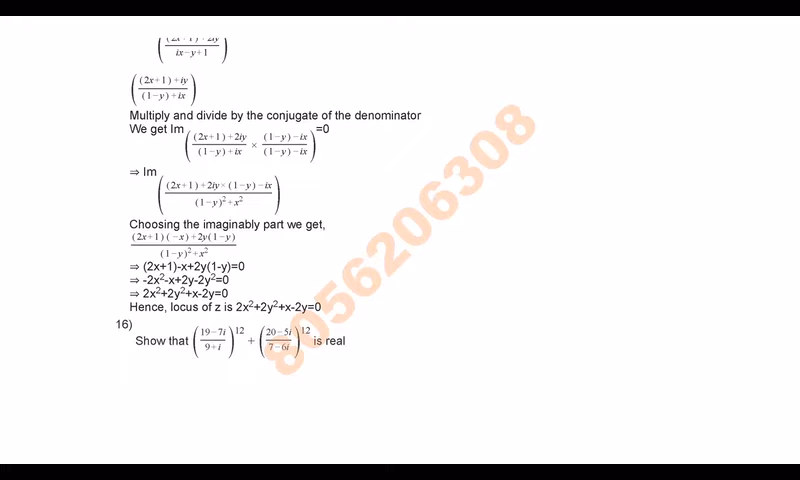 ((2x+1)+2iy / ix−y+1)
((2x+1)+iy / (1−y)+ix)
Multiply and divide by the conjugate of the denominator
We get Im ((2x+1)+2iy / (1−y)+ix × (1−y)−ix / (1−y)−ix) =0
⇒ Im ((2x+1)+2iy×(1−y)−ix / (1−y)²+x²)
Choosing the imaginably part we get,
(2x+1)(−x)+2y(1−y) / (1−y)²+x²
⇒ (2x+1)-x+2y(1-y)=0
⇒ -2x²-x+2y-2y²=0
⇒ 2x²+2y²+x-2y=0
Hence, locus of z is 2x²+2y²+x-2y=0
16)
Show that (19−7i / 9+i)¹² + (20−5i / 7−6i)¹² is real
8056206308